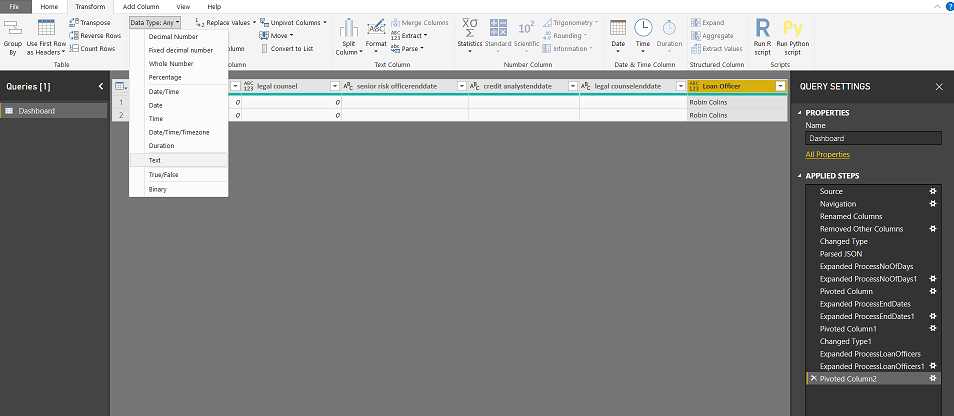 File Home Transform Add Column View Help
Group By
Use First Row as Headers
Transpose
Reverse Rows
Count Rows
Table
Data Type: Any
Decimal Number
Fixed decimal number
Whole Number
Percentage
Date/Time
Date
Time
Date/Time/Timezone
Duration
Text
True/False
Binary
Replace Values
Unpivot Columns
Move
Convert to List
Split Column
Format
Merge Columns
Extract
Parse
Text Column
Statistics
Standard
Scientific
Trigonometry
Rounding
Information
Number Column
Date
Time
Duration
Date & Time Column
Expand
Aggregate
Extract Values
Structured Column
Run R script
Run Python script
Scripts
Queries [1]
Dashboard
legal counsel senior risk officerenddate credit analystenddate legal counselenddate Loan Officer
1 0 0 Robin Colins
2 0 0 Robin Colins
QUERY SETTINGS
PROPERTIES
Name
Dashboard
All Properties
APPLIED STEPS
Source
Navigation
Renamed Columns
Removed Other Columns
Changed Type
Parsed JSON
Expanded ProcessNoOfDays
Expanded ProcessNoOfDays1
Pivoted Column
Expanded ProcessEndDates
Expanded ProcessEndDates1
Pivoted Column1
Changed Type1
Expanded ProcessLoanOfficers
Expanded ProcessLoanOfficers1
Pivoted Column2